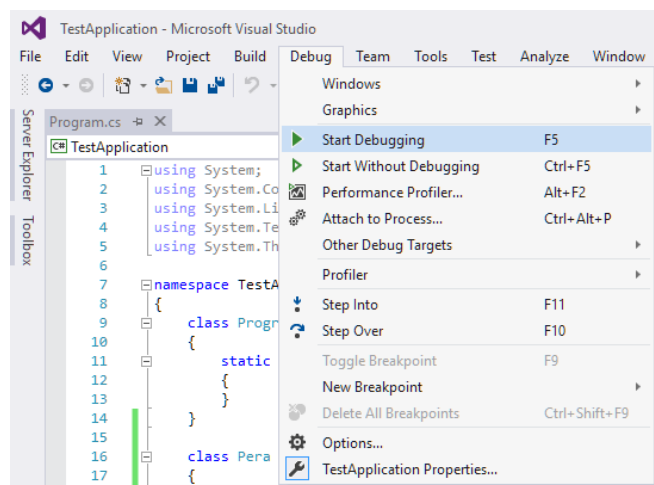 TestApplication - Microsoft Visual Studio
File Edit View Project Build Debug Team Tools Test Analyze Window
Server Explorer
Toolbox
Program.cs
C# TestApplication
1 using System;
2 using System.Co
3 using System.Li
4 using System.Te
5 using System.Th
6
7 namespace TestA
8 {
9 class Progr
10 {
11 static
12 {
13 }
14 }
15
16 class Pera
17 {
Windows
Graphics
Start Debugging F5
Start Without Debugging Ctrl+F5
Performance Profiler... Alt+F2
Attach to Process... Ctrl+Alt+P
Other Debug Targets
Profiler
Step Into F11
Step Over F10
Toggle Breakpoint F9
New Breakpoint
Delete All Breakpoints Ctrl+Shift+F9
Options...
TestApplication Properties...